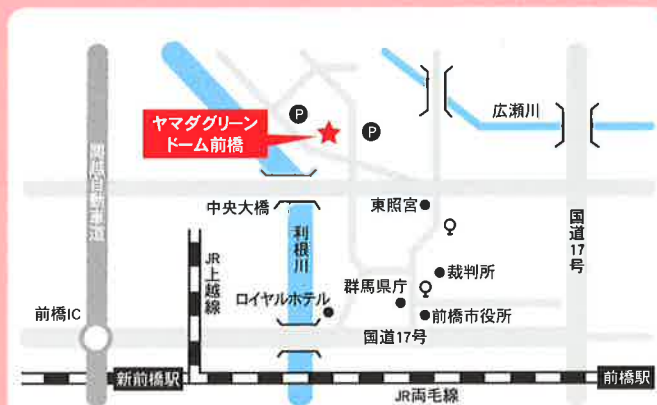 P
ヤマダグリーン
ドーム前橋
P
広瀬川
関越自動車道
中央大橋
東照宮
国道17号
利根川
JR上越線
裁判所
群馬県庁
ロイヤルホテル
前橋IC
前橋市役所
国道17号
新前橋駅
前橋駅
JR両毛線